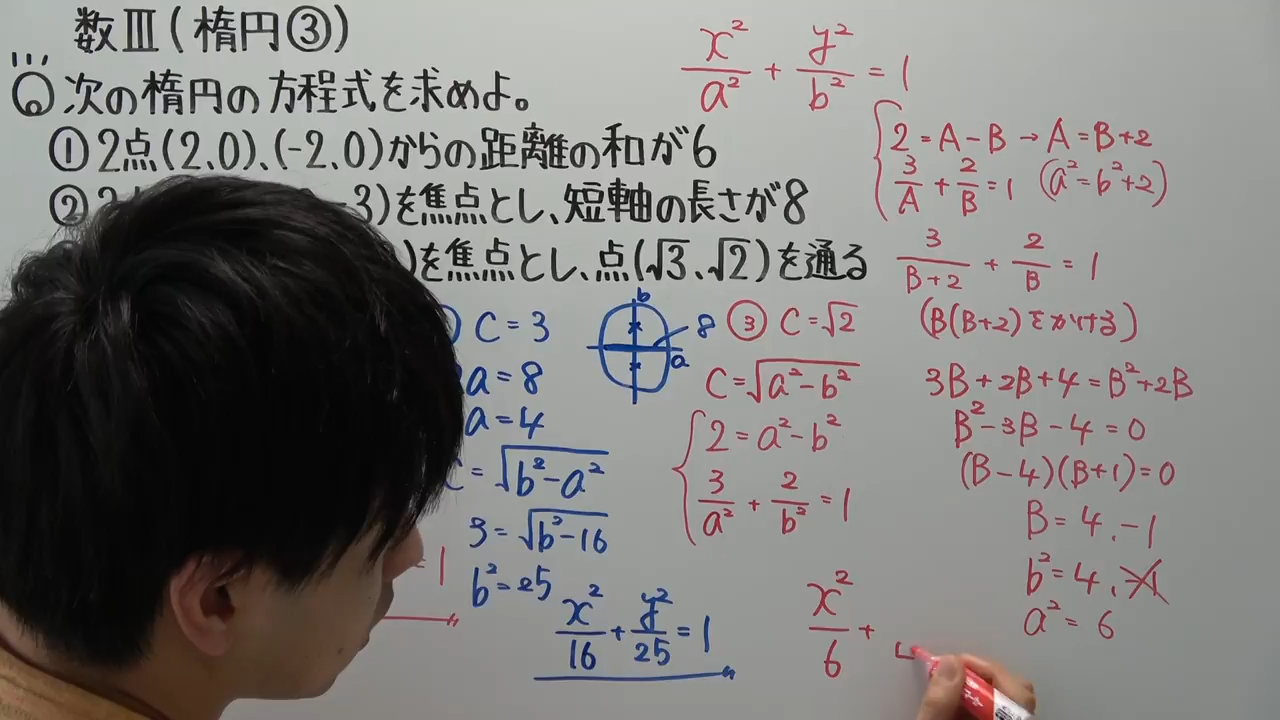 数Ⅲ(楕円③)
Q 次の楕円の方程式を求めよ。
①2点(2,0)、(-2,0)からの距離の和が6
②2 -3)を焦点とし、短軸の長さが8
)を焦点とし、点(√3、√2)を通る
C=3
a=8
a=4
C=√(b²-a²)
3=√(b²-16)
b²=25
x²/16+y²/25=1
b
8
a
=1
③ C=√2
C=√(a²-b²)
2=a²-b²
3/a²+2/b²=1
x²/a²+y²/b²=1
2=A-B→A=B+2
3/A+2/B=1 (a²=b²+2)
3/(B+2)+2/B=1
(B(B+2)をかける)
3B+2B+4=B²+2B
B²-3B-4=0
(B-4)(B+1)=0
B=4,-1
b²=4,-1
a²=6
x²/6+